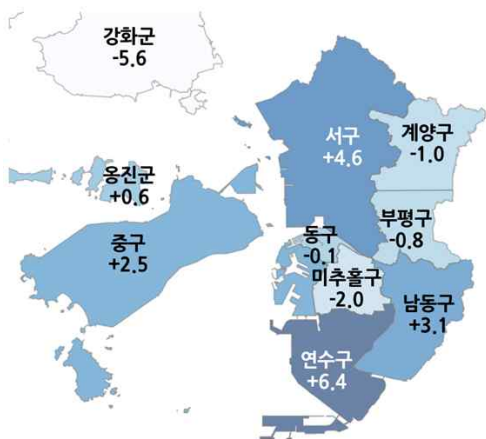 강화군
-5.6
서구
+4.6
계양구
-1.0
옹진군
+0.6
중구
+2.5
동구
-0.1
부평구
-0.8
미추홀구
-2.0
남동구
+3.1
연수구
+6.4